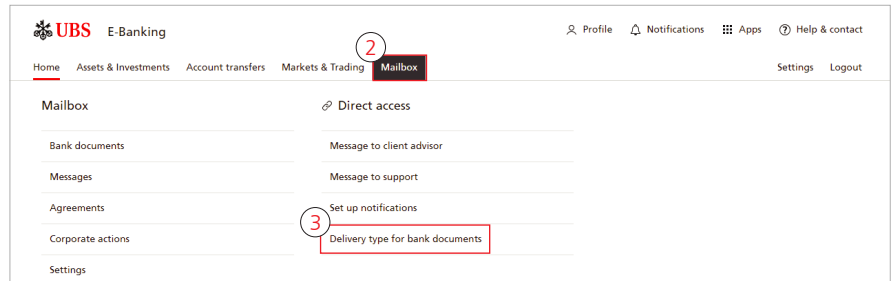 UBS E-Banking
Profile Notifications Apps Help & contact
2
Home Assets & Investments Account transfers Markets & Trading Mailbox Settings Logout
Mailbox
Bank documents
Messages
Agreements
Corporate actions
Settings
Direct access
Message to client advisor
Message to support
Set up notifications
3
Delivery type for bank documents